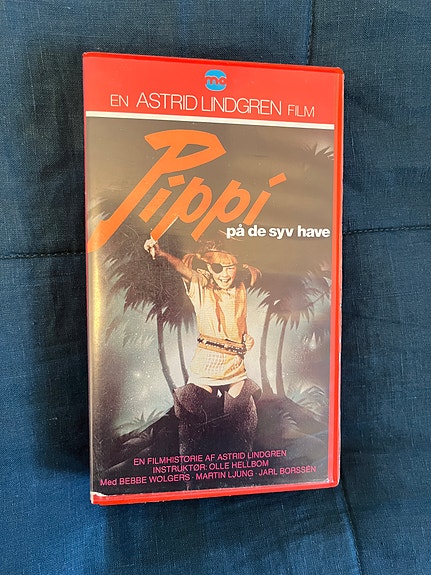 mo
EN ASTRID LINDGREN FILM
Pippi
på de syv have
EN FILMHISTORIE AF ASTRID LINDGREN
INSTRUKTØR: OLLE HELLBOM
Med BEBBE WOLGERS · MARTIN LJUNG · JARL BORSSÉN